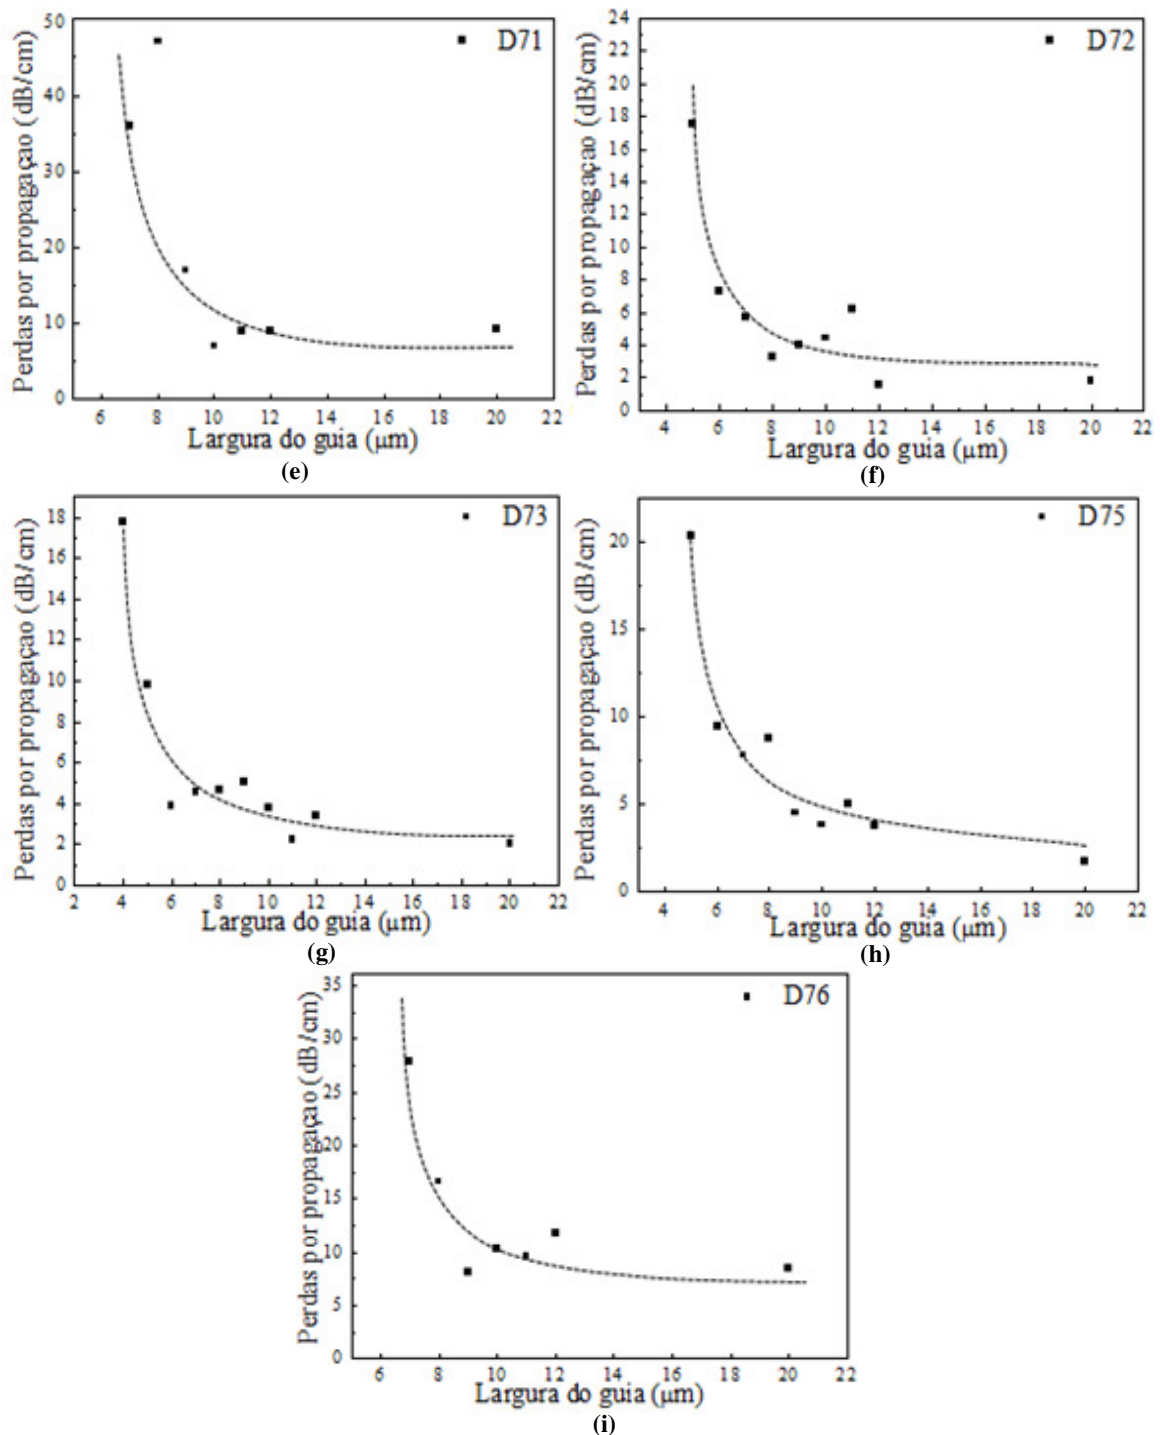 Perdas por propagaçao (dB/cm)
50
40
30
20
10
0
D71
6 8 10 12 14 16 18 20 22
Largura do guia (μm)
(e)
Perdas por propagaçao (dB/cm)
24
22
20
18
16
14
12
10
8
6
4
2
0
D72
4 6 8 10 12 14 16 18 20 22
Largura do guia (μm)
(f)
Perdas por propagaçao (dB/cm)
18
16
14
12
10
8
6
4
2
0
D73
2 4 6 8 10 12 14 16 18 20 22
Largura do guia (μm)
(g)
Perdas por propagaçao (dB/cm)
20
15
10
5
0
D75
4 6 8 10 12 14 16 18 20 22
Largura do guia (μm)
(h)
Perdas por propagaçao (dB/cm)
35
30
25
20
15
10
5
0
D76
6 8 10 12 14 16 18 20 22
Largura do guia (μm)
(i)